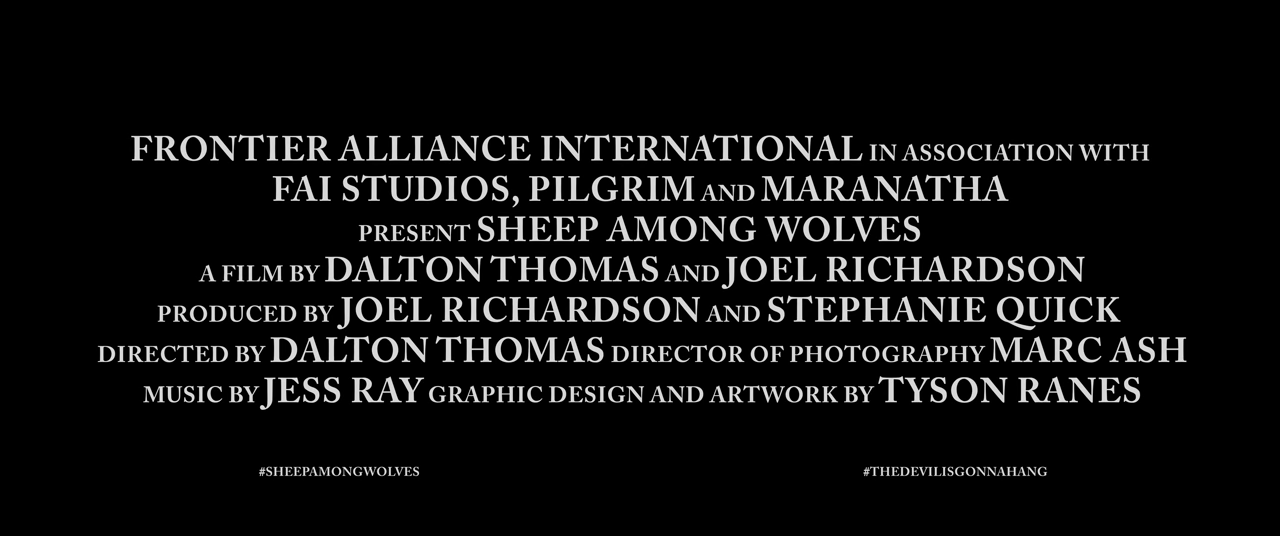 FRONTIER ALLIANCE INTERNATIONAL IN ASSOCIATION WITH
FAI STUDIOS, PILGRIM AND MARANATHA
PRESENT SHEEP AMONG WOLVES
A FILM BY DALTON THOMAS AND JOEL RICHARDSON
PRODUCED BY JOEL RICHARDSON AND STEPHANIE QUICK
DIRECTED BY DALTON THOMAS DIRECTOR OF PHOTOGRAPHY MARC ASH
MUSIC BY JESS RAY GRAPHIC DESIGN AND ARTWORK BY TYSON RANES
#SHEEPAMONGWOLVES #THEDEVILISGONNAHANG